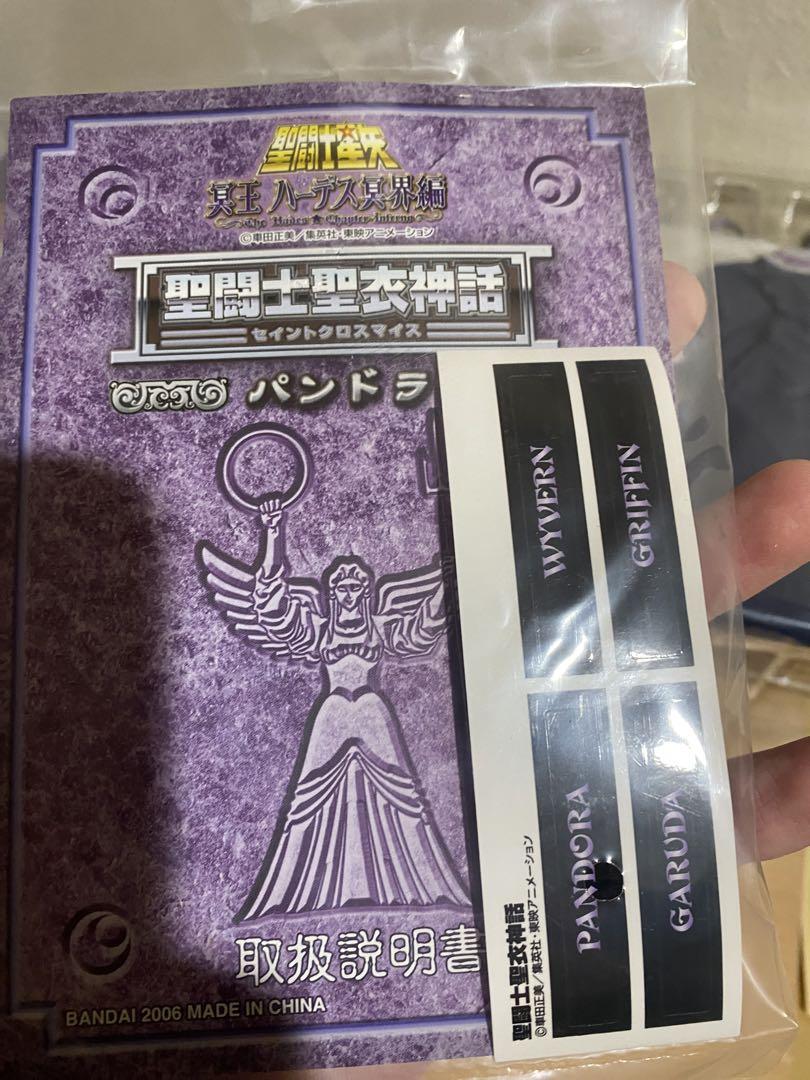 聖闘士星矢
冥王 ハーデス冥界編
The Hades★Chapter Inferno
©車田正美／集英社・東映アニメーション
聖闘士聖衣神話
セイントクロスマイス
パンドラ
取扱説明書
BANDAI 2006 MADE IN CHINA
WYVERN
GRIFFIN
PANDORA
GARUDA
聖闘士聖衣神話
©車田正美／集英社・東映アニメーション